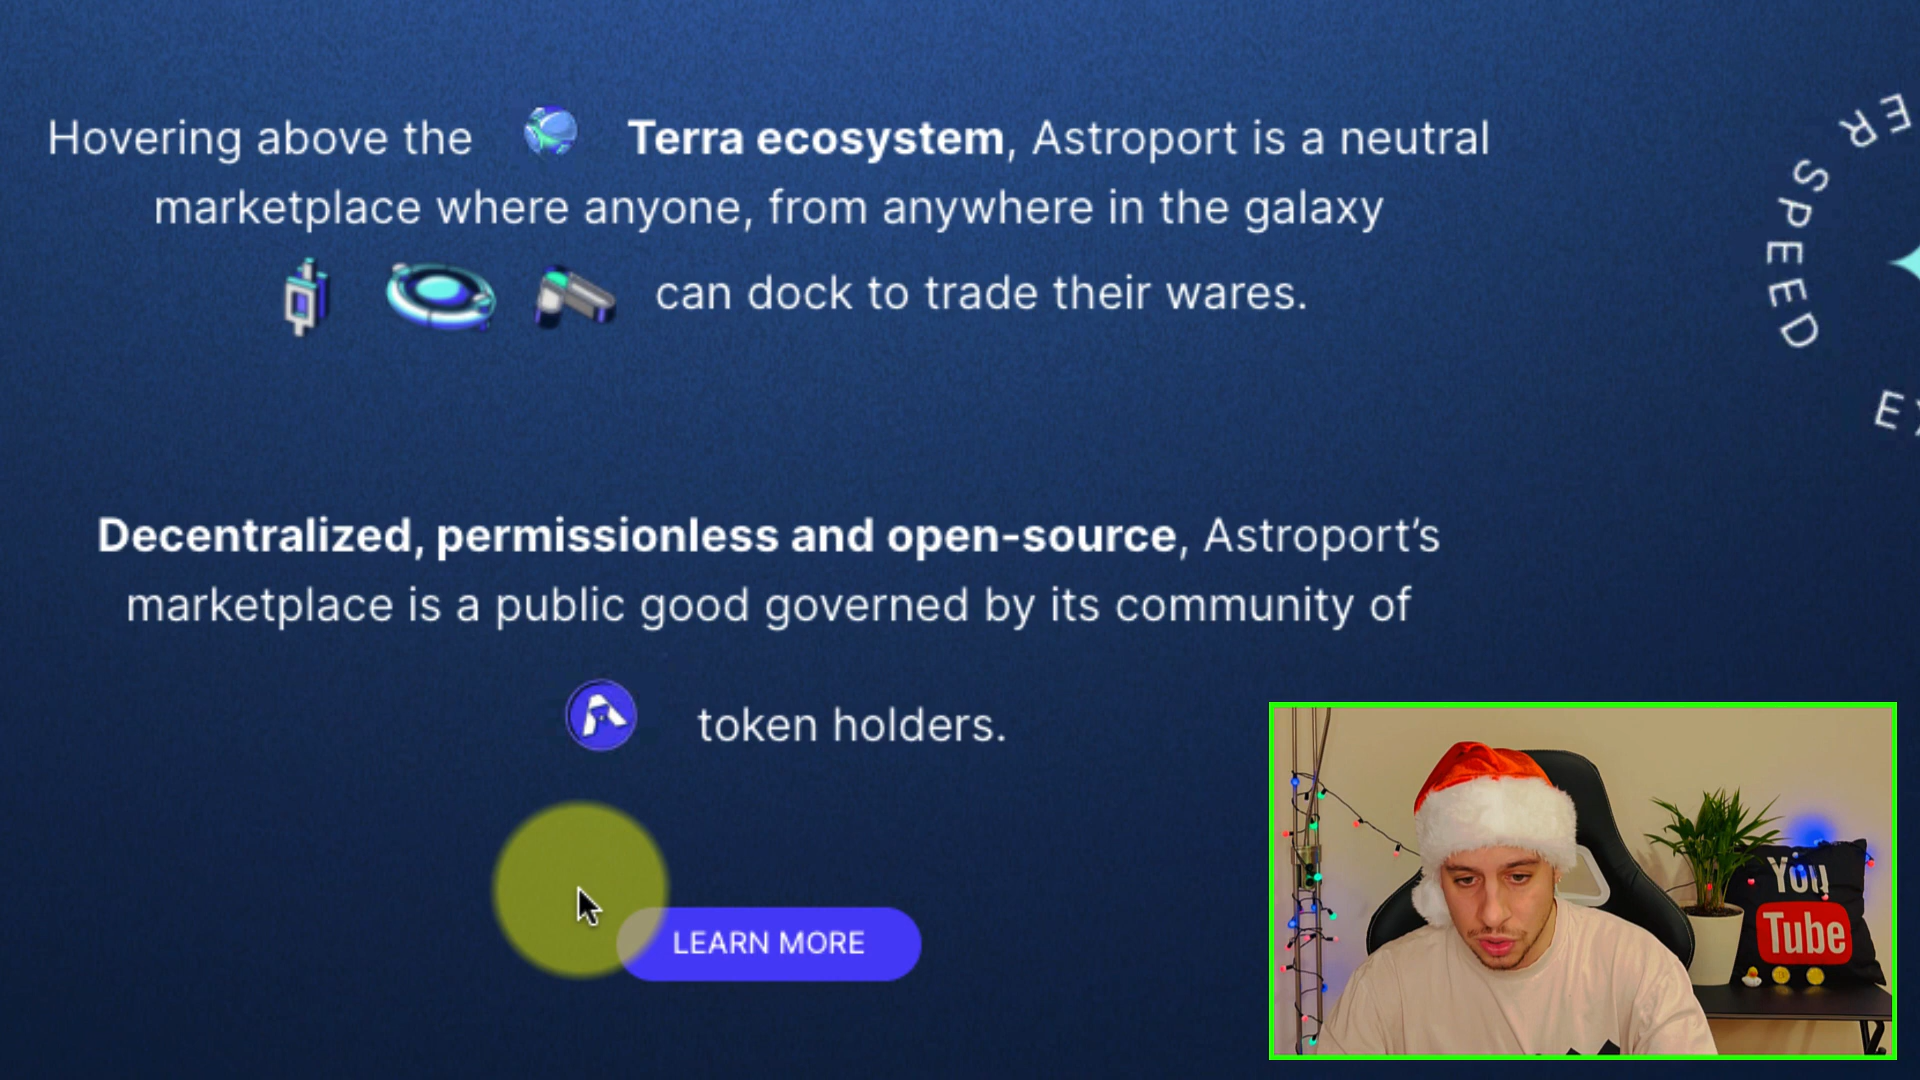 Hovering above the Terra ecosystem, Astroport is a neutral
marketplace where anyone, from anywhere in the galaxy
can dock to trade their wares.
Decentralized, permissionless and open-source, Astroport’s
marketplace is a public good governed by its community of
token holders.
LEARN MORE
ER
SPEED
You
Tube